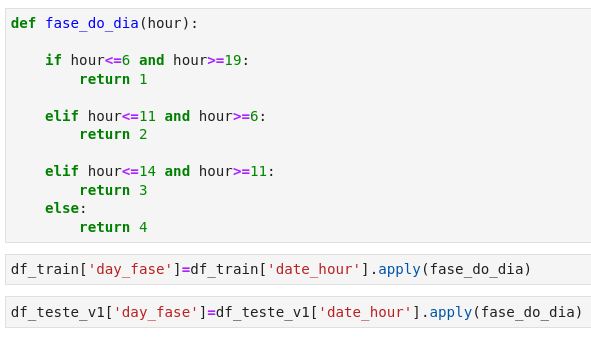 def fase_do_dia(hour):
    if hour<=6 and hour>=19:
        return 1
    elif hour<=11 and hour>=6:
        return 2
    elif hour<=14 and hour>=11:
        return 3
    else:
        return 4
df_train['day_fase']=df_train['date_hour'].apply(fase_do_dia)
df_teste_v1['day_fase']=df_teste_v1['date_hour'].apply(fase_do_dia)